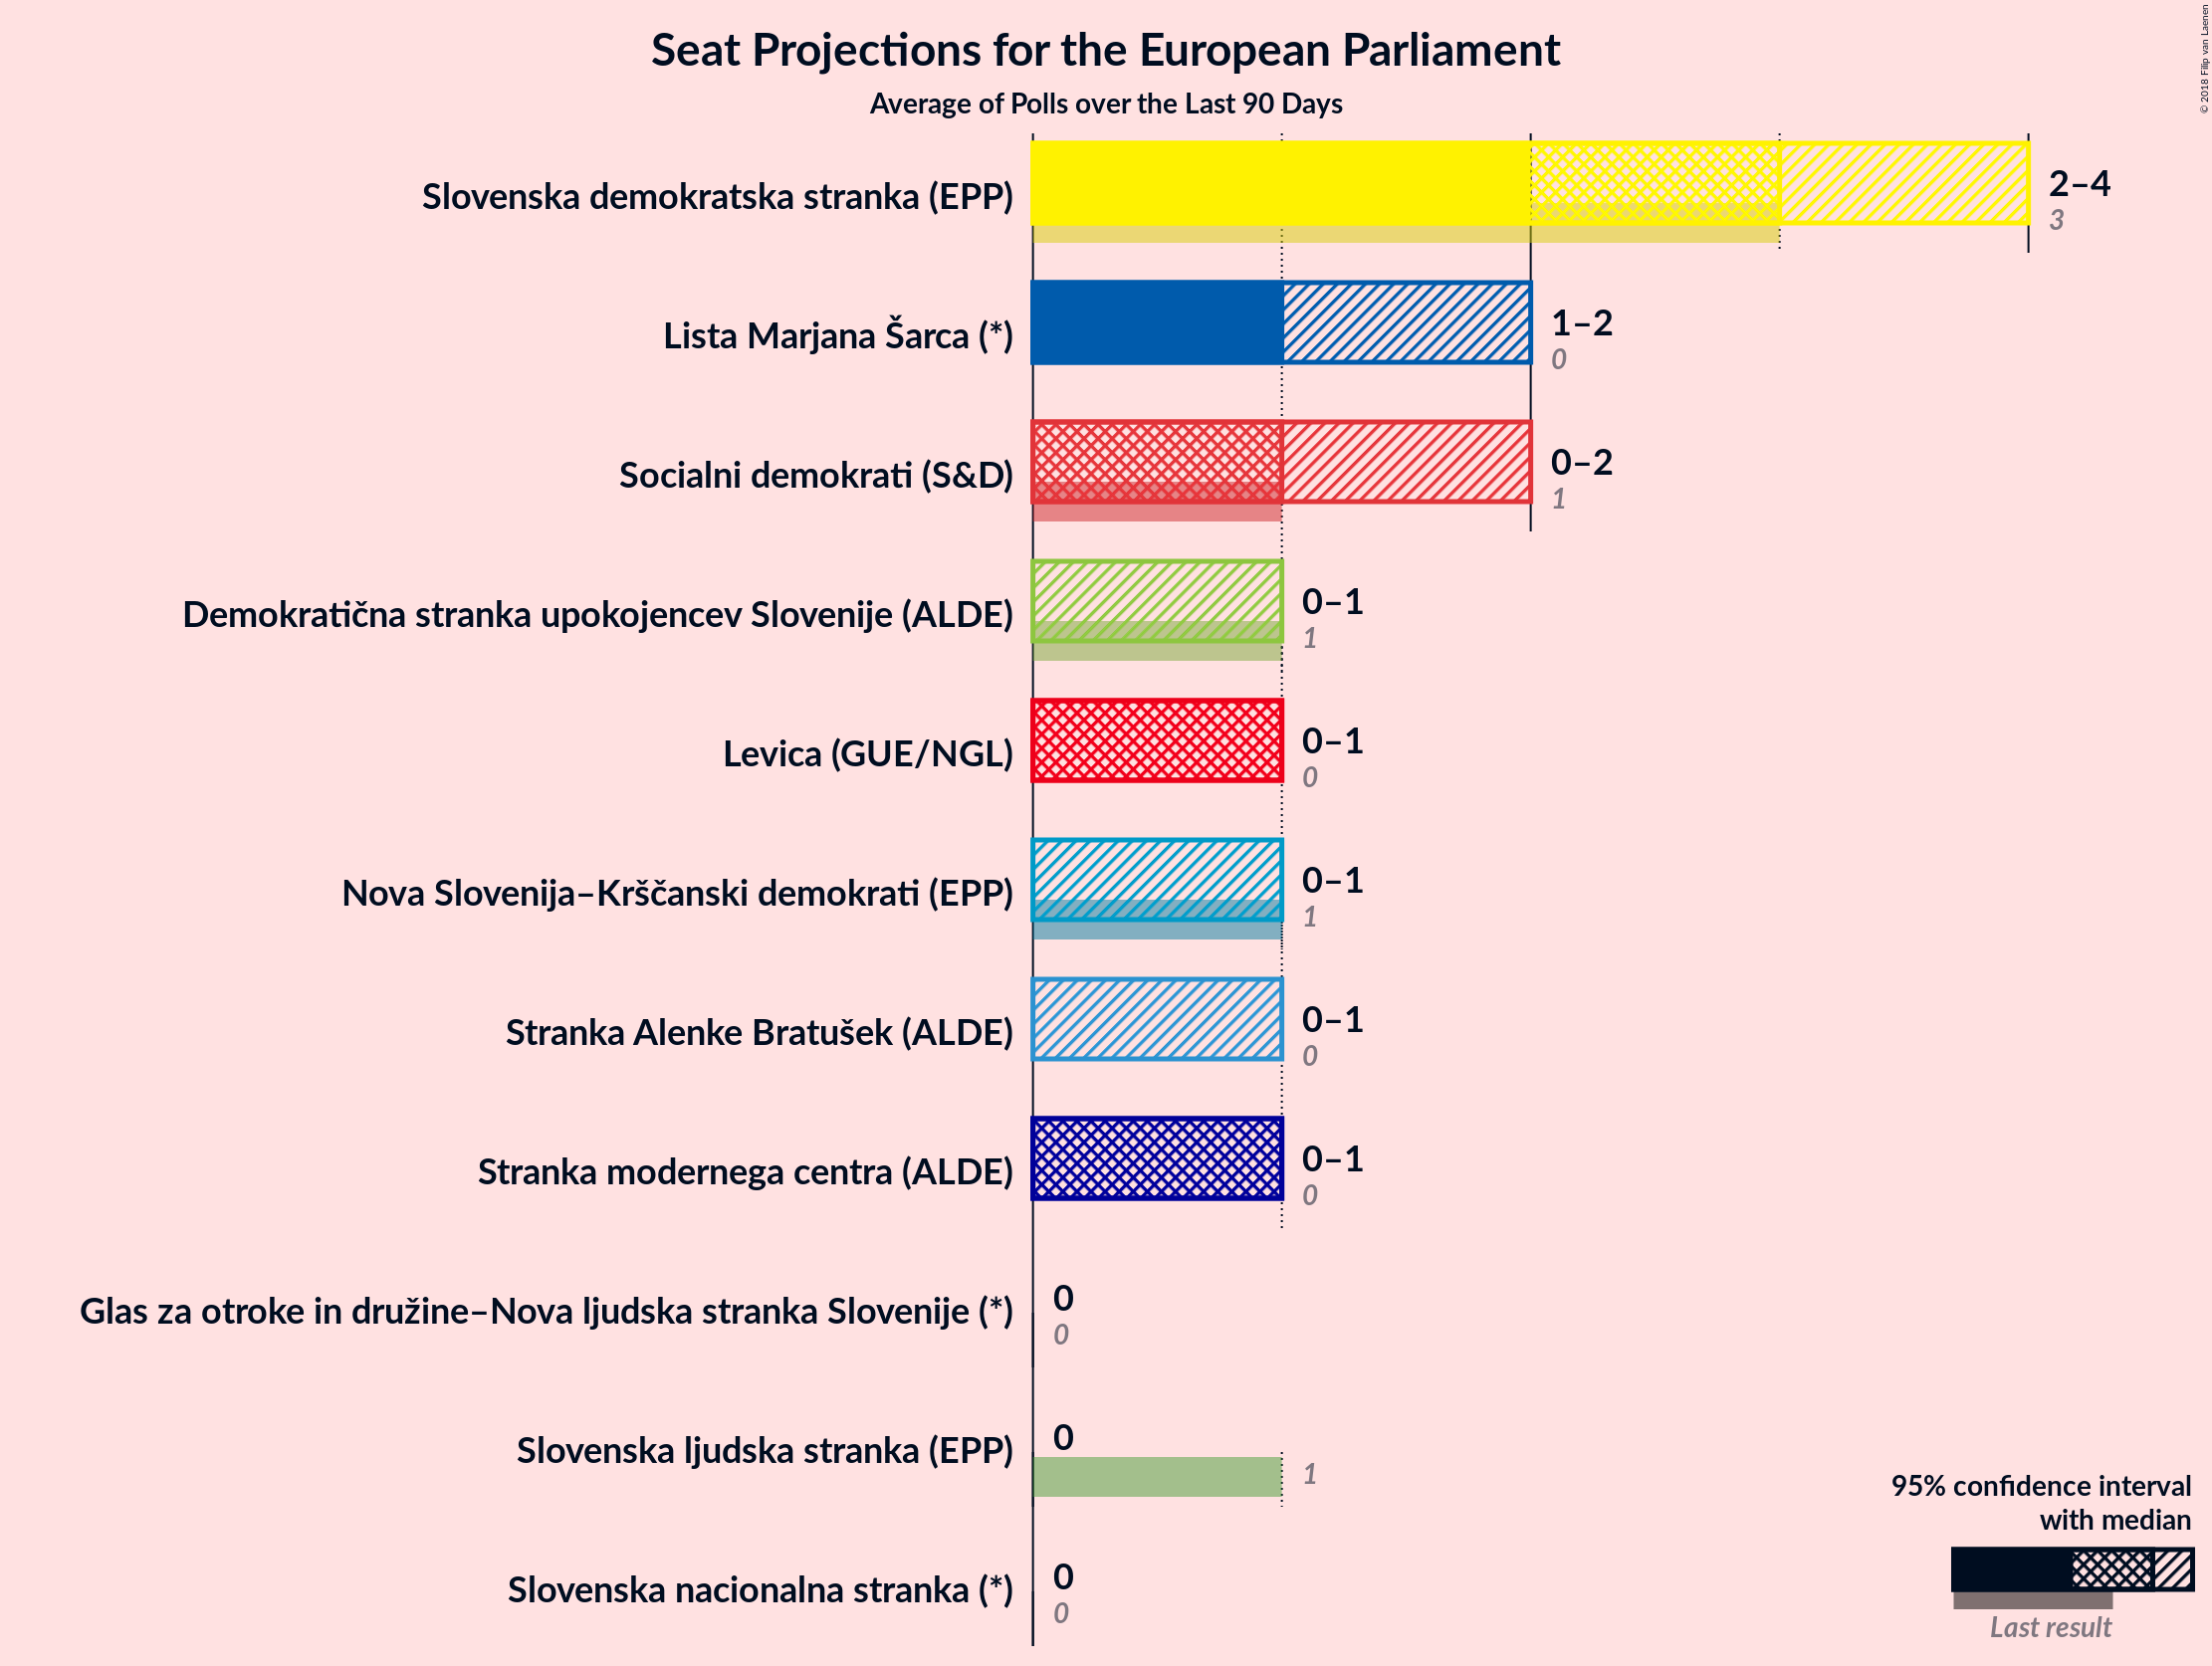 Seat Projections for the European Parliament
Average of Polls over the Last 90 Days
© 2018 Filip van Laenen
Slovenska demokratska stranka (EPP)
2–4
3
Lista Marjana Šarca (*)
1–2
0
Socialni demokrati (S&D)
0–2
1
Demokratična stranka upokojencev Slovenije (ALDE)
0–1
1
Levica (GUE/NGL)
0–1
0
Nova Slovenija–Krščanski demokrati (EPP)
0–1
1
Stranka Alenke Bratušek (ALDE)
0–1
0
Stranka modernega centra (ALDE)
0–1
0
Glas za otroke in družine–Nova ljudska stranka Slovenije (*)
0
0
Slovenska ljudska stranka (EPP)
0
1
Slovenska nacionalna stranka (*)
0
0
95% confidence interval
with median
Last result